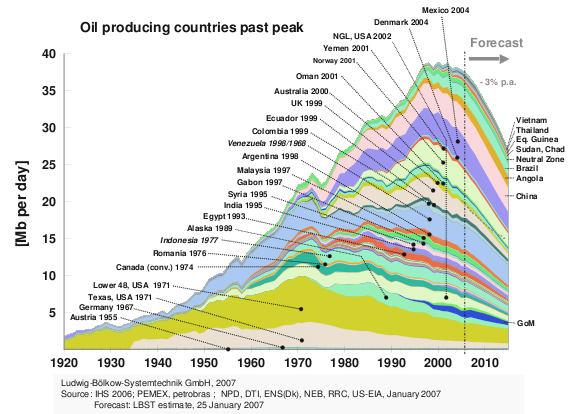 Oil producing countries past peak
Mexico 2004
Denmark 2004
NGL, USA 2002
Yemen 2001
Norway 2001
Oman 2001
Australia 2000
UK 1999
Ecuador 1999
Colombia 1999
Venezuela 1998/1968
Argentina 1998
Malaysia 1997
Gabon 1997
Syria 1995
India 1995
Egypt 1993
Alaska 1989
Indonesia 1977
Romania 1976
Canada (conv.) 1974
Lower 48, USA 1971
Texas, USA 1971
Germany 1967
Austria 1955
Forecast
- 3% p.a.
Vietnam
Thailand
Eq. Guinea
Sudan, Chad
Neutral Zone
Brazil
Angola
China
GoM
[Mb per day]
40
35
30
25
20
15
10
5
1920 1930 1940 1950 1960 1970 1980 1990 2000 2010
Ludwig-Bölkow-Systemtechnik GmbH, 2007
Source: IHS 2006; PEMEX, petrobras ; NPD, DTI, ENS(Dk), NEB, RRC, US-EIA, January 2007
Forecast: LBST estimate, 25 January 2007